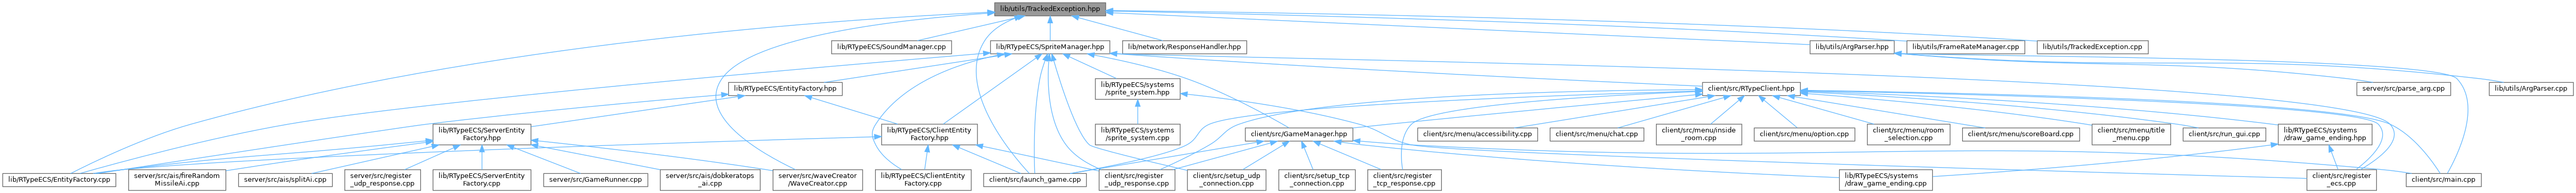 lib/utils/TrackedException.hpp
lib/RTypeECS/SoundManager.cpp
lib/RTypeECS/SpriteManager.hpp
lib/network/ResponseHandler.hpp
lib/utils/ArgParser.hpp
lib/utils/FrameRateManager.cpp
lib/utils/TrackedException.cpp
lib/RTypeECS/EntityFactory.hpp
lib/RTypeECS/systems
/sprite_system.hpp
client/src/RTypeClient.hpp
server/src/parse_arg.cpp
lib/utils/ArgParser.cpp
lib/RTypeECS/ServerEntity
Factory.hpp
lib/RTypeECS/ClientEntity
Factory.hpp
lib/RTypeECS/systems
/sprite_system.cpp
client/src/GameManager.hpp
client/src/menu/accessibility.cpp
client/src/menu/chat.cpp
client/src/menu/inside
_room.cpp
client/src/menu/option.cpp
client/src/menu/room
_selection.cpp
client/src/menu/scoreBoard.cpp
client/src/menu/title
_menu.cpp
client/src/run_gui.cpp
lib/RTypeECS/systems
/draw_game_ending.hpp
lib/RTypeECS/EntityFactory.cpp
server/src/ais/fireRandom
MissileAi.cpp
server/src/ais/splitAi.cpp
server/src/register
_udp_response.cpp
lib/RTypeECS/ServerEntity
Factory.cpp
server/src/GameRunner.cpp
server/src/ais/dobkeratops
_ai.cpp
server/src/waveCreator
/WaveCreator.cpp
lib/RTypeECS/ClientEntity
Factory.cpp
client/src/launch_game.cpp
client/src/register
_udp_response.cpp
client/src/setup_udp
_connection.cpp
client/src/setup_tcp
_connection.cpp
client/src/register
_tcp_response.cpp
lib/RTypeECS/systems
/draw_game_ending.cpp
client/src/register
_ecs.cpp
client/src/main.cpp